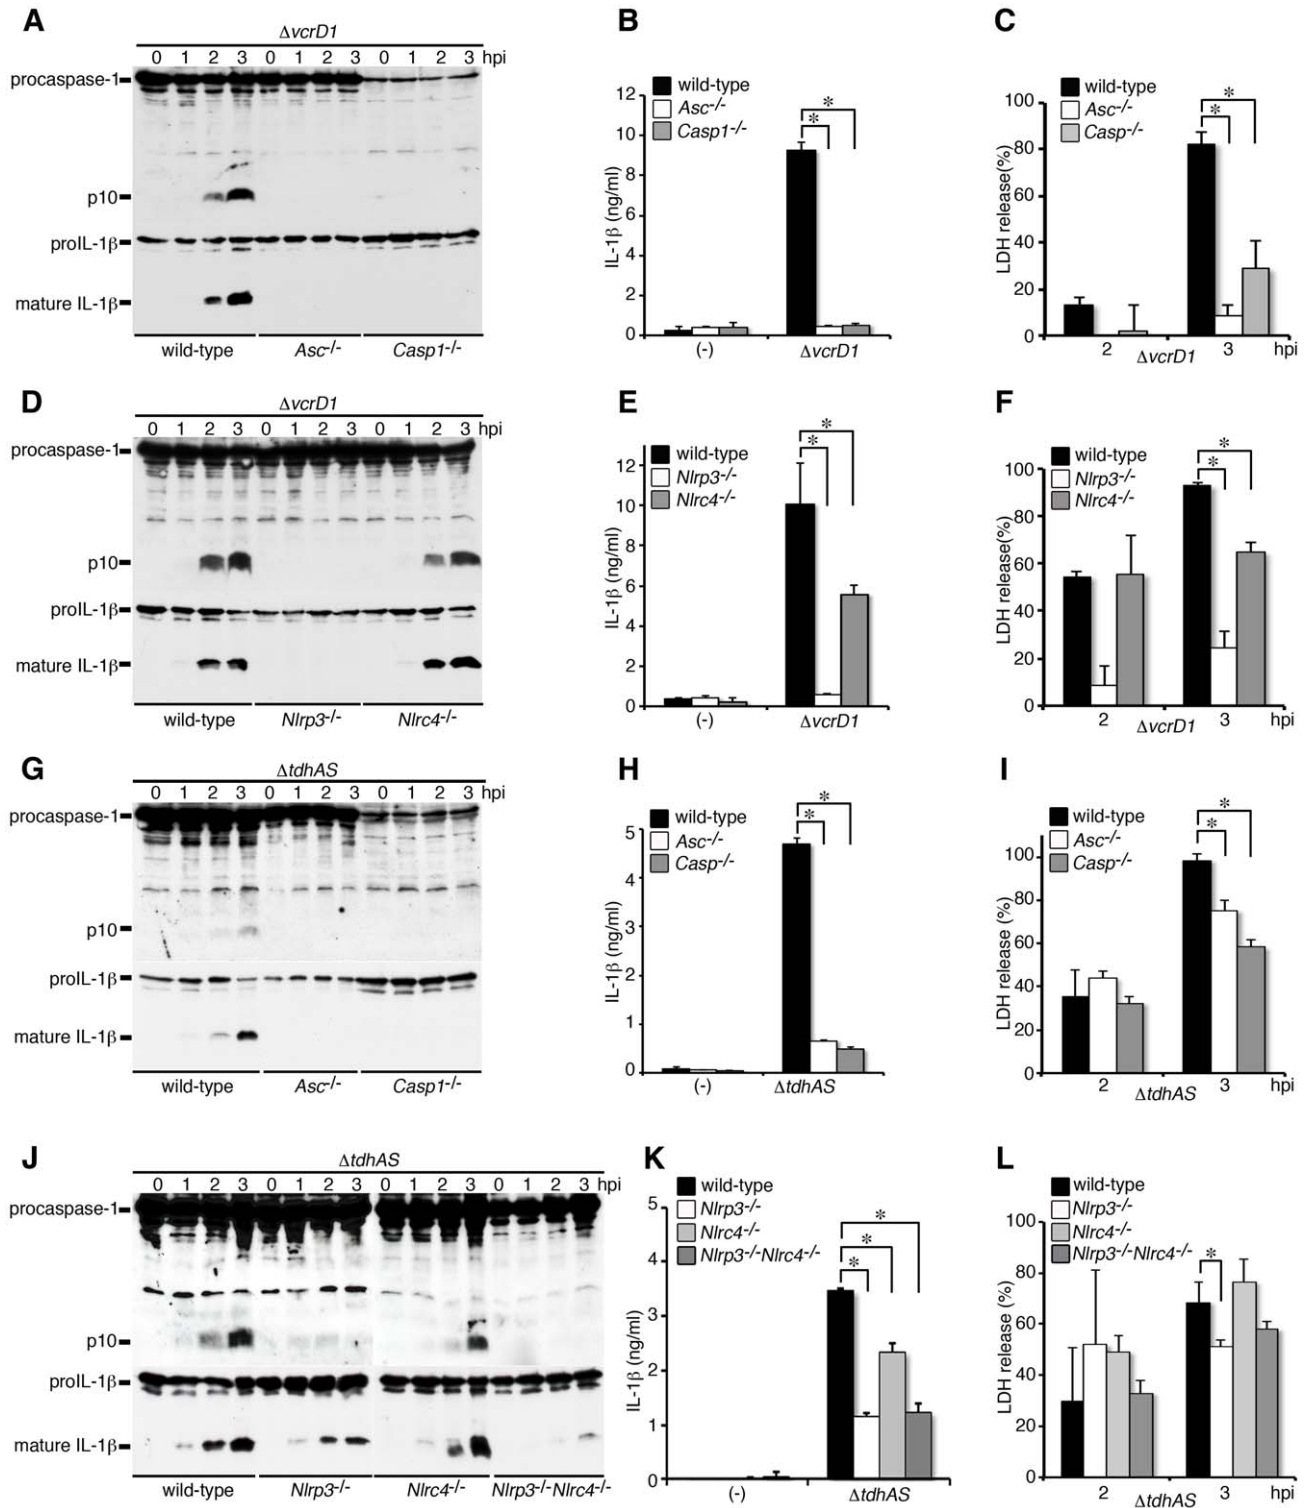 A
ΔvcrD1
0 1 2 3 0 1 2 3 0 1 2 3 hpi
procaspase-1
p10
proIL-1β
mature IL-1β
wild-type Asc-/- Casp1-/-
B
wild-type
Asc-/-
Casp1-/-
IL-1β (ng/ml)
12
10
8
6
4
2
0
* *
(-) ΔvcrD1
C
wild-type
Asc-/-
Casp-/-
LDH release(%)
100
80
60
40
20
0
* *
2 ΔvcrD1 3 hpi
D
ΔvcrD1
0 1 2 3 0 1 2 3 0 1 2 3 hpi
procaspase-1
p10
proIL-1β
mature IL-1β
wild-type Nlrp3-/- Nlrc4-/-
E
wild-type
Nlrp3-/-
Nlrc4-/-
IL-1β (ng/ml)
12
10
8
6
4
2
0
* *
(-) ΔvcrD1
F
wild-type
Nlrp3-/-
Nlrc4-/-
LDH release(%)
100
80
60
40
20
0
* *
2 ΔvcrD1 3 hpi
G
ΔtdhAS
0 1 2 3 0 1 2 3 0 1 2 3 hpi
procaspase-1
p10
proIL-1β
mature IL-1β
wild-type Asc-/- Casp1-/-
H
wild-type
Asc-/-
Casp-/-
IL-1β (ng/ml)
5
4
3
2
1
0
* *
(-) ΔtdhAS
I
wild-type
Asc-/-
Casp-/-
LDH release (%)
100
80
60
40
20
0
* *
2 ΔtdhAS 3 hpi
J
ΔtdhAS
0 1 2 3 0 1 2 3 0 1 2 3 0 1 2 3 hpi
procaspase-1
p10
proIL-1β
mature IL-1β
wild-type Nlrp3-/- Nlrc4-/- Nlrp3-/-Nlrc4-/-
K
wild-type
Nlrp3-/-
Nlrc4-/-
Nlrp3-/-Nlrc4-/-
IL-1β (ng/ml)
5
4
3
2
1
0
* * *
(-) ΔtdhAS
L
wild-type
Nlrp3-/-
Nlrc4-/-
Nlrp3-/-Nlrc4-/-
LDH release (%)
100
80
60
40
20
0
*
2 ΔtdhAS 3 hpi